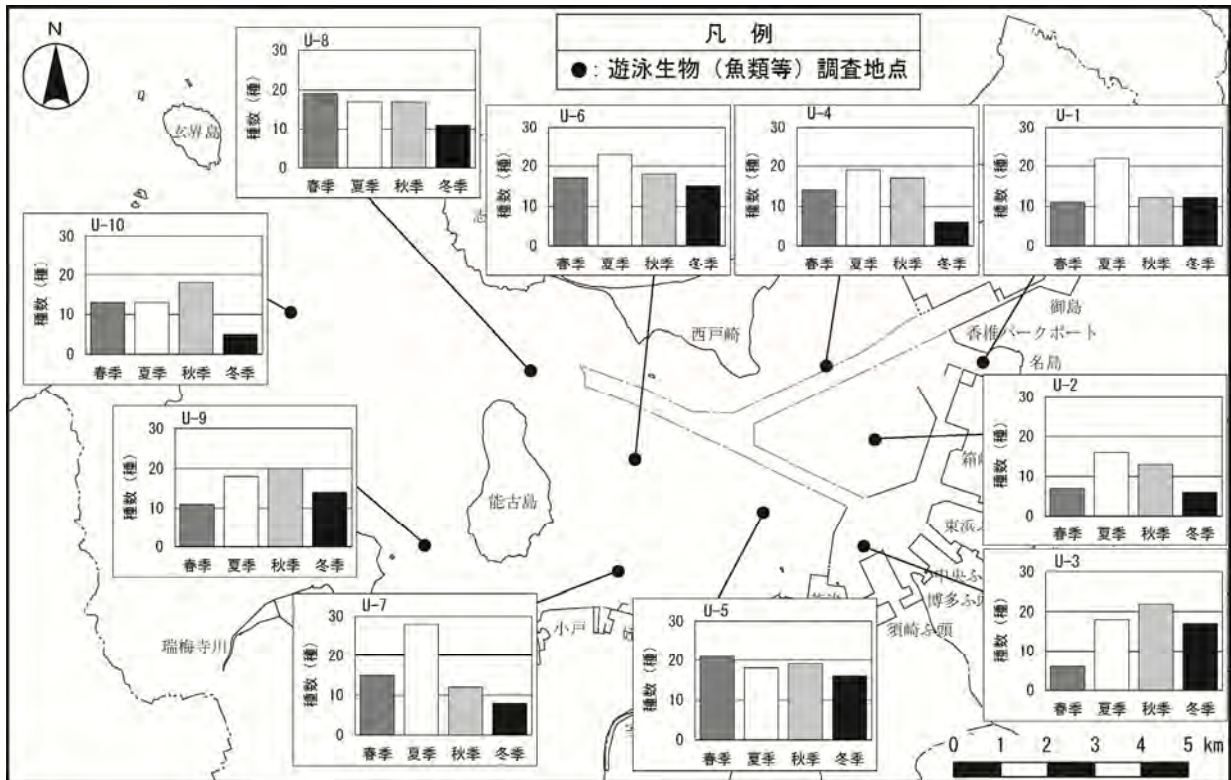 凡 例
●：遊泳生物（魚類等）調査地点
N
玄界島
U-8
種数（種）
30
20
10
0
春季 夏季 秋季 冬季
U-6
種数（種）
30
20
10
0
春季 夏季 秋季 冬季
U-4
種数（種）
30
20
10
0
春季 夏季 秋季 冬季
U-1
種数（種）
30
20
10
0
春季 夏季 秋季 冬季
U-10
種数（種）
30
20
10
0
春季 夏季 秋季 冬季
西戸崎
御島
香椎パークポート
名島
U-9
種数（種）
30
20
10
0
春季 夏季 秋季 冬季
能古島
U-2
種数（種）
30
20
10
0
春季 夏季 秋季 冬季
東浜ふ
中央ふ
博多ふ頭
須崎ふ頭
U-3
種数（種）
30
20
10
0
春季 夏季 秋季 冬季
瑞梅寺川
小戸
U-7
種数（種）
30
20
10
0
春季 夏季 秋季 冬季
U-5
種数（種）
30
20
10
0
春季 夏季 秋季 冬季
0 1 2 3 4 5 km